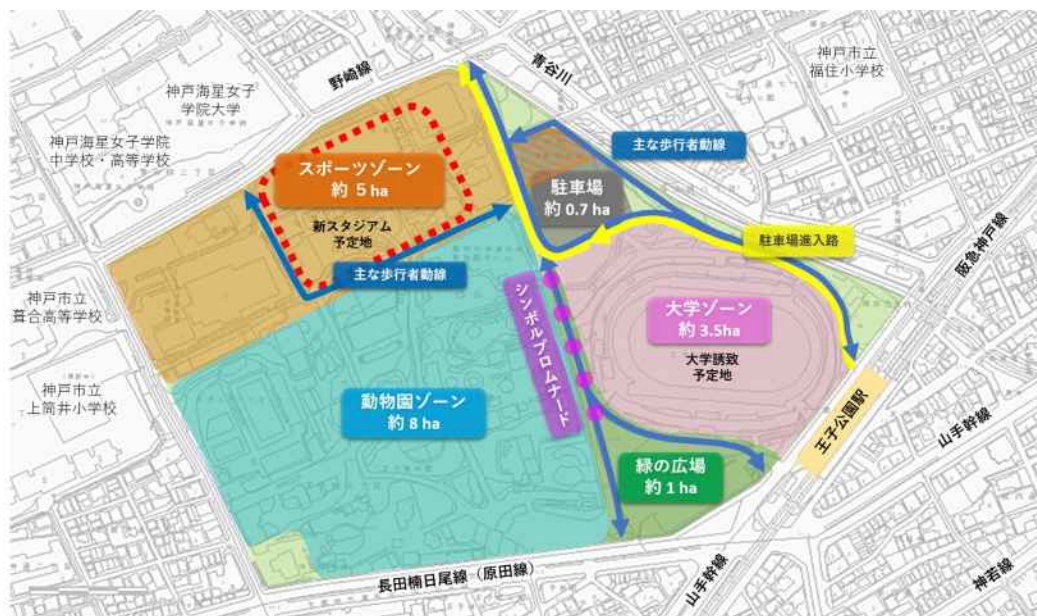 野崎線
青谷川
神戸市立
福住小学校
神戸海星女子
学院大学
神戸海星女子学院
中学校・高等学校
主な歩行者動線
スポーツゾーン
約 5 ha
駐車場
約 0.7 ha
新スタジアム
予定地
駐車場進入路
阪急神戸線
主な歩行者動線
神戸市立
葺合高等学校
シンボルプロムナード
大学ゾーン
約 3.5ha
大学誘致
予定地
神戸市立
上筒井小学校
動物園ゾーン
約 8 ha
王子公園駅
山手幹線
緑の広場
約 1 ha
長田楠日尾線（原田線）
山手幹線
神若線